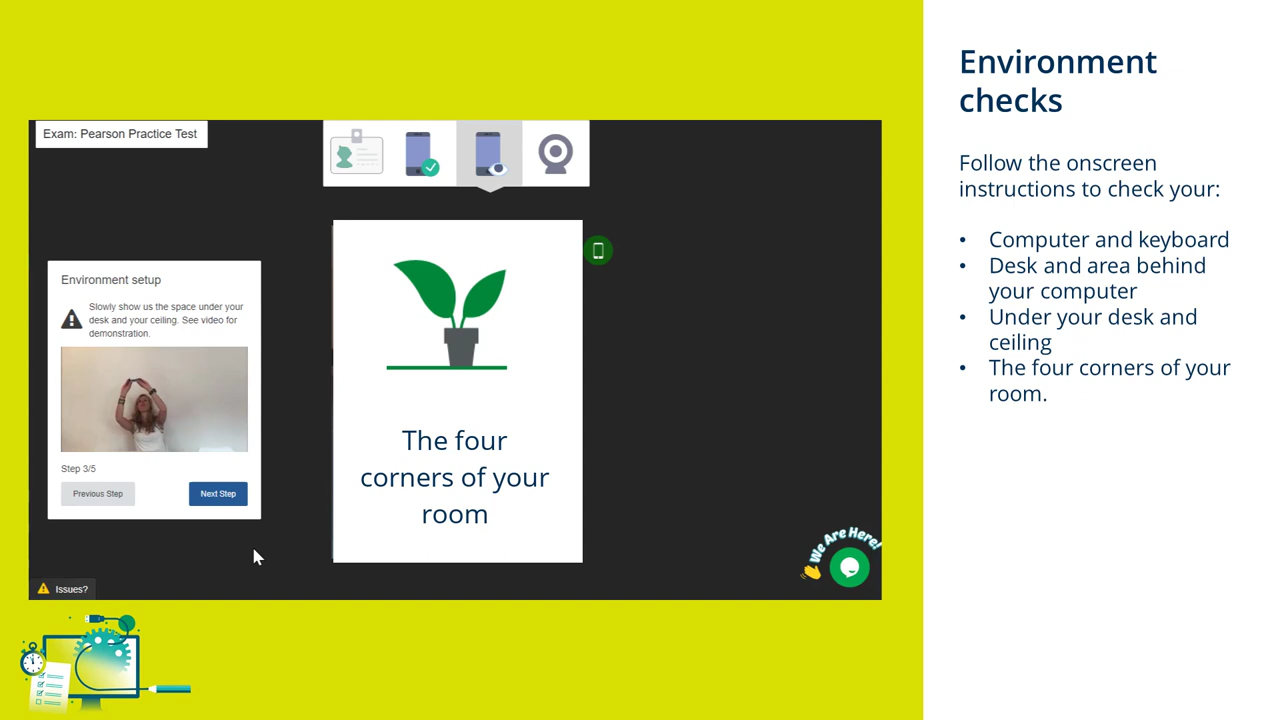 Environment
checks
Follow the onscreen
instructions to check your:
• Computer and keyboard
• Desk and area behind
your computer
• Under your desk and
ceiling
• The four corners of your
room.
Exam: Pearson Practice Test
Environment setup
Slowly show us the space under your
desk and your ceiling. See video for
demonstration.
Step 3/5
Previous Step
Next Step
The four
corners of your
room
We Are Here!
Issues?